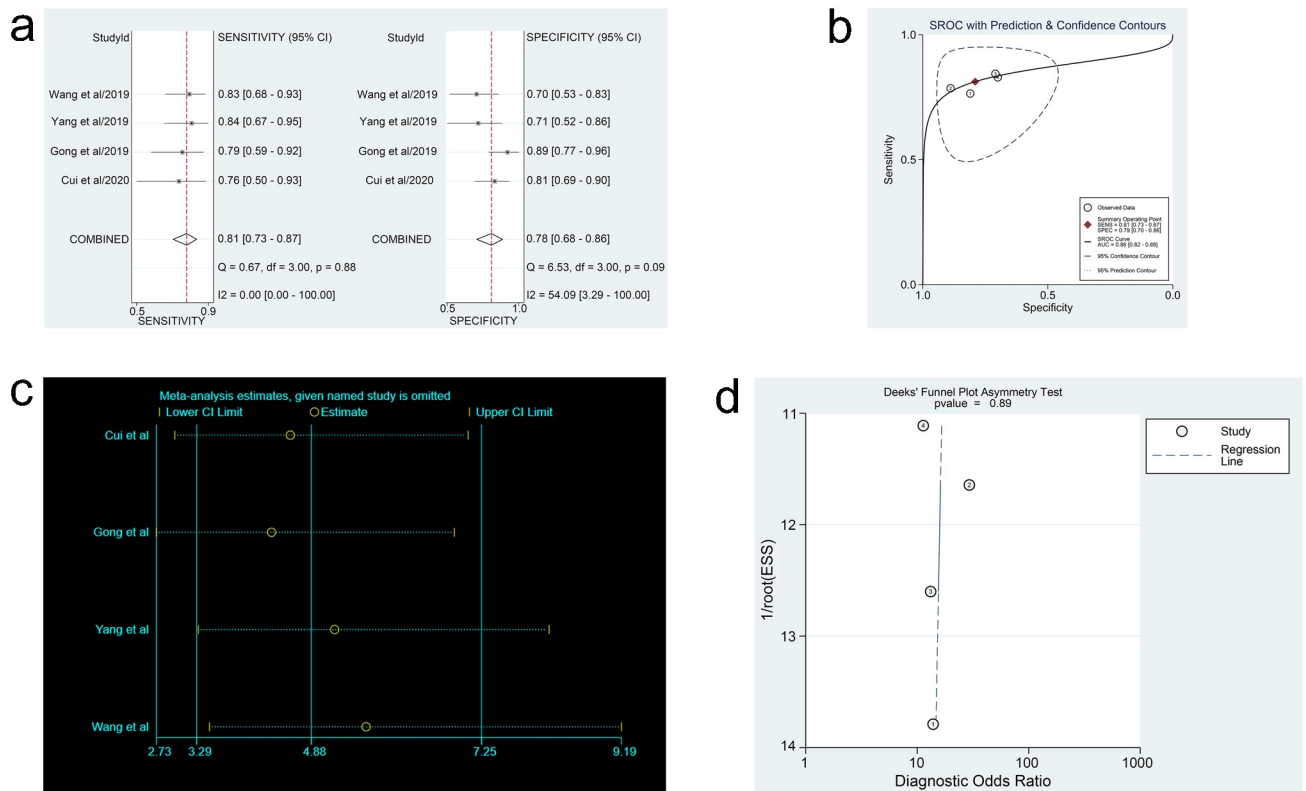 a
StudyId SENSITIVITY (95% CI)
Wang et al/2019 0.83 [0.68 - 0.93]
Yang et al/2019 0.84 [0.67 - 0.95]
Gong et al/2019 0.79 [0.59 - 0.92]
Cui et al/2020 0.76 [0.50 - 0.93]
COMBINED 0.81 [0.73 - 0.87]
Q = 0.67, df = 3.00, p = 0.88
I2 = 0.00 [0.00 - 100.00]
0.5 0.9
SENSITIVITY
StudyId SPECIFICITY (95% CI)
Wang et al/2019 0.70 [0.53 - 0.83]
Yang et al/2019 0.71 [0.52 - 0.86]
Gong et al/2019 0.89 [0.77 - 0.96]
Cui et al/2020 0.81 [0.69 - 0.90]
COMBINED 0.78 [0.68 - 0.86]
Q = 6.53, df = 3.00, p = 0.09
I2 = 54.09 [3.29 - 100.00]
0.5 1.0
SPECIFICITY
b
SROC with Prediction & Confidence Contours
1.0
0.5
0.0
Sensitivity
2
1
3
Observed Data
Summary Operating Point
SENS = 0.81 [0.73 - 0.87]
SPEC = 0.79 [0.70 - 0.86]
SROC Curve
AUC = 0.86 [0.82 - 0.88]
95% Confidence Contour
95% Prediction Contour
1.0 0.5 0.0
Specificity
c
Meta-analysis estimates, given named study is omitted
Lower CI Limit Estimate Upper CI Limit
Cui et al
Gong et al
Yang et al
Wang et al
2.73 3.29 4.88 7.25 9.19
d
Deeks' Funnel Plot Asymmetry Test
pvalue = 0.89
11
12
13
14
1/root(ESS)
4
2
3
1
Study
Regression
Line
1 10 100 1000
Diagnostic Odds Ratio